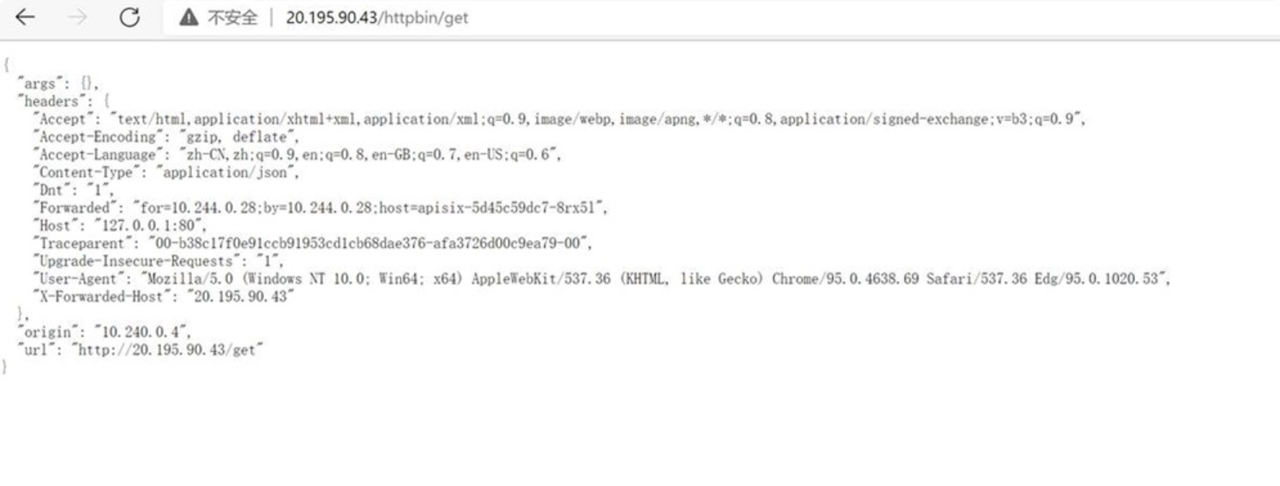 不安全 | 20.195.90.43/httpbin/get
{
"args": {},
"headers": {
"Accept": "text/html,application/xhtml+xml,application/xml;q=0.9,image/webp,image/apng,*/*;q=0.8,application/signed-exchange;v=b3;q=0.9",
"Accept-Encoding": "gzip, deflate",
"Accept-Language": "zh-CN,zh;q=0.9,en;q=0.8,en-GB;q=0.7,en-US;q=0.6",
"Content-Type": "application/json",
"Dnt": "1",
"Forwarded": "for=10.244.0.28;by=10.244.0.28;host=apisix-5d45c59dc7-8rx5l",
"Host": "127.0.0.1:80",
"Traceparent": "00-b38c17f0e91ccb91953cd1cb68dae376-afa3726d00c9ea79-00",
"Upgrade-Insecure-Requests": "1",
"User-Agent": "Mozilla/5.0 (Windows NT 10.0; Win64; x64) AppleWebKit/537.36 (KHTML, like Gecko) Chrome/95.0.4638.69 Safari/537.36 Edg/95.0.1020.53",
"X-Forwarded-Host": "20.195.90.43"
},
"origin": "10.240.0.4",
"url": "http://20.195.90.43/get"
}